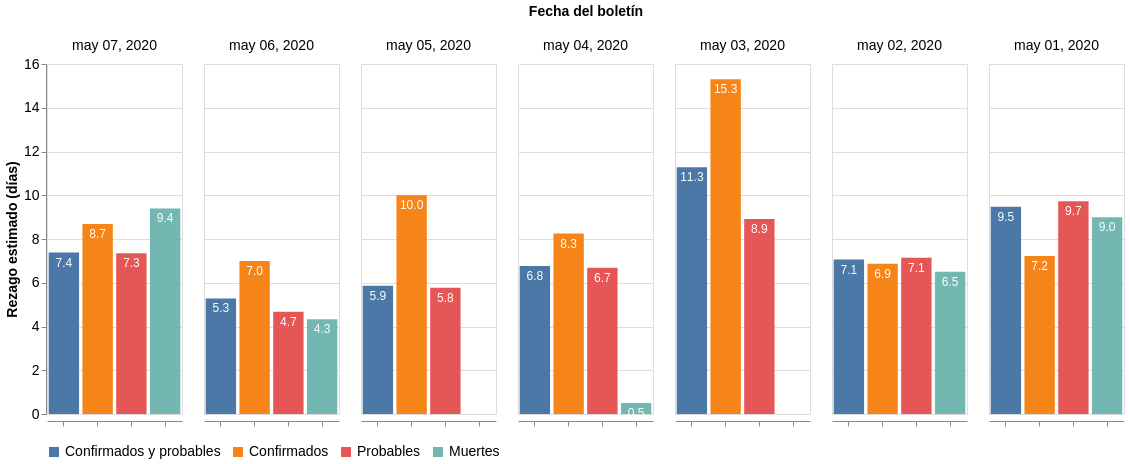 Fecha del boletín
may 07, 2020 may 06, 2020 may 05, 2020 may 04, 2020 may 03, 2020 may 02, 2020 may 01, 2020
Rezago estimado (días)
16
14
12
10
8
6
4
2
0
7.4 8.7 7.3 9.4
5.3 7.0 4.7 4.3
5.9 10.0 5.8
6.8 8.3 6.7 0.5
11.3 15.3 8.9
7.1 6.9 7.1 6.5
9.5 7.2 9.7 9.0
Confirmados y probables Confirmados Probables Muertes